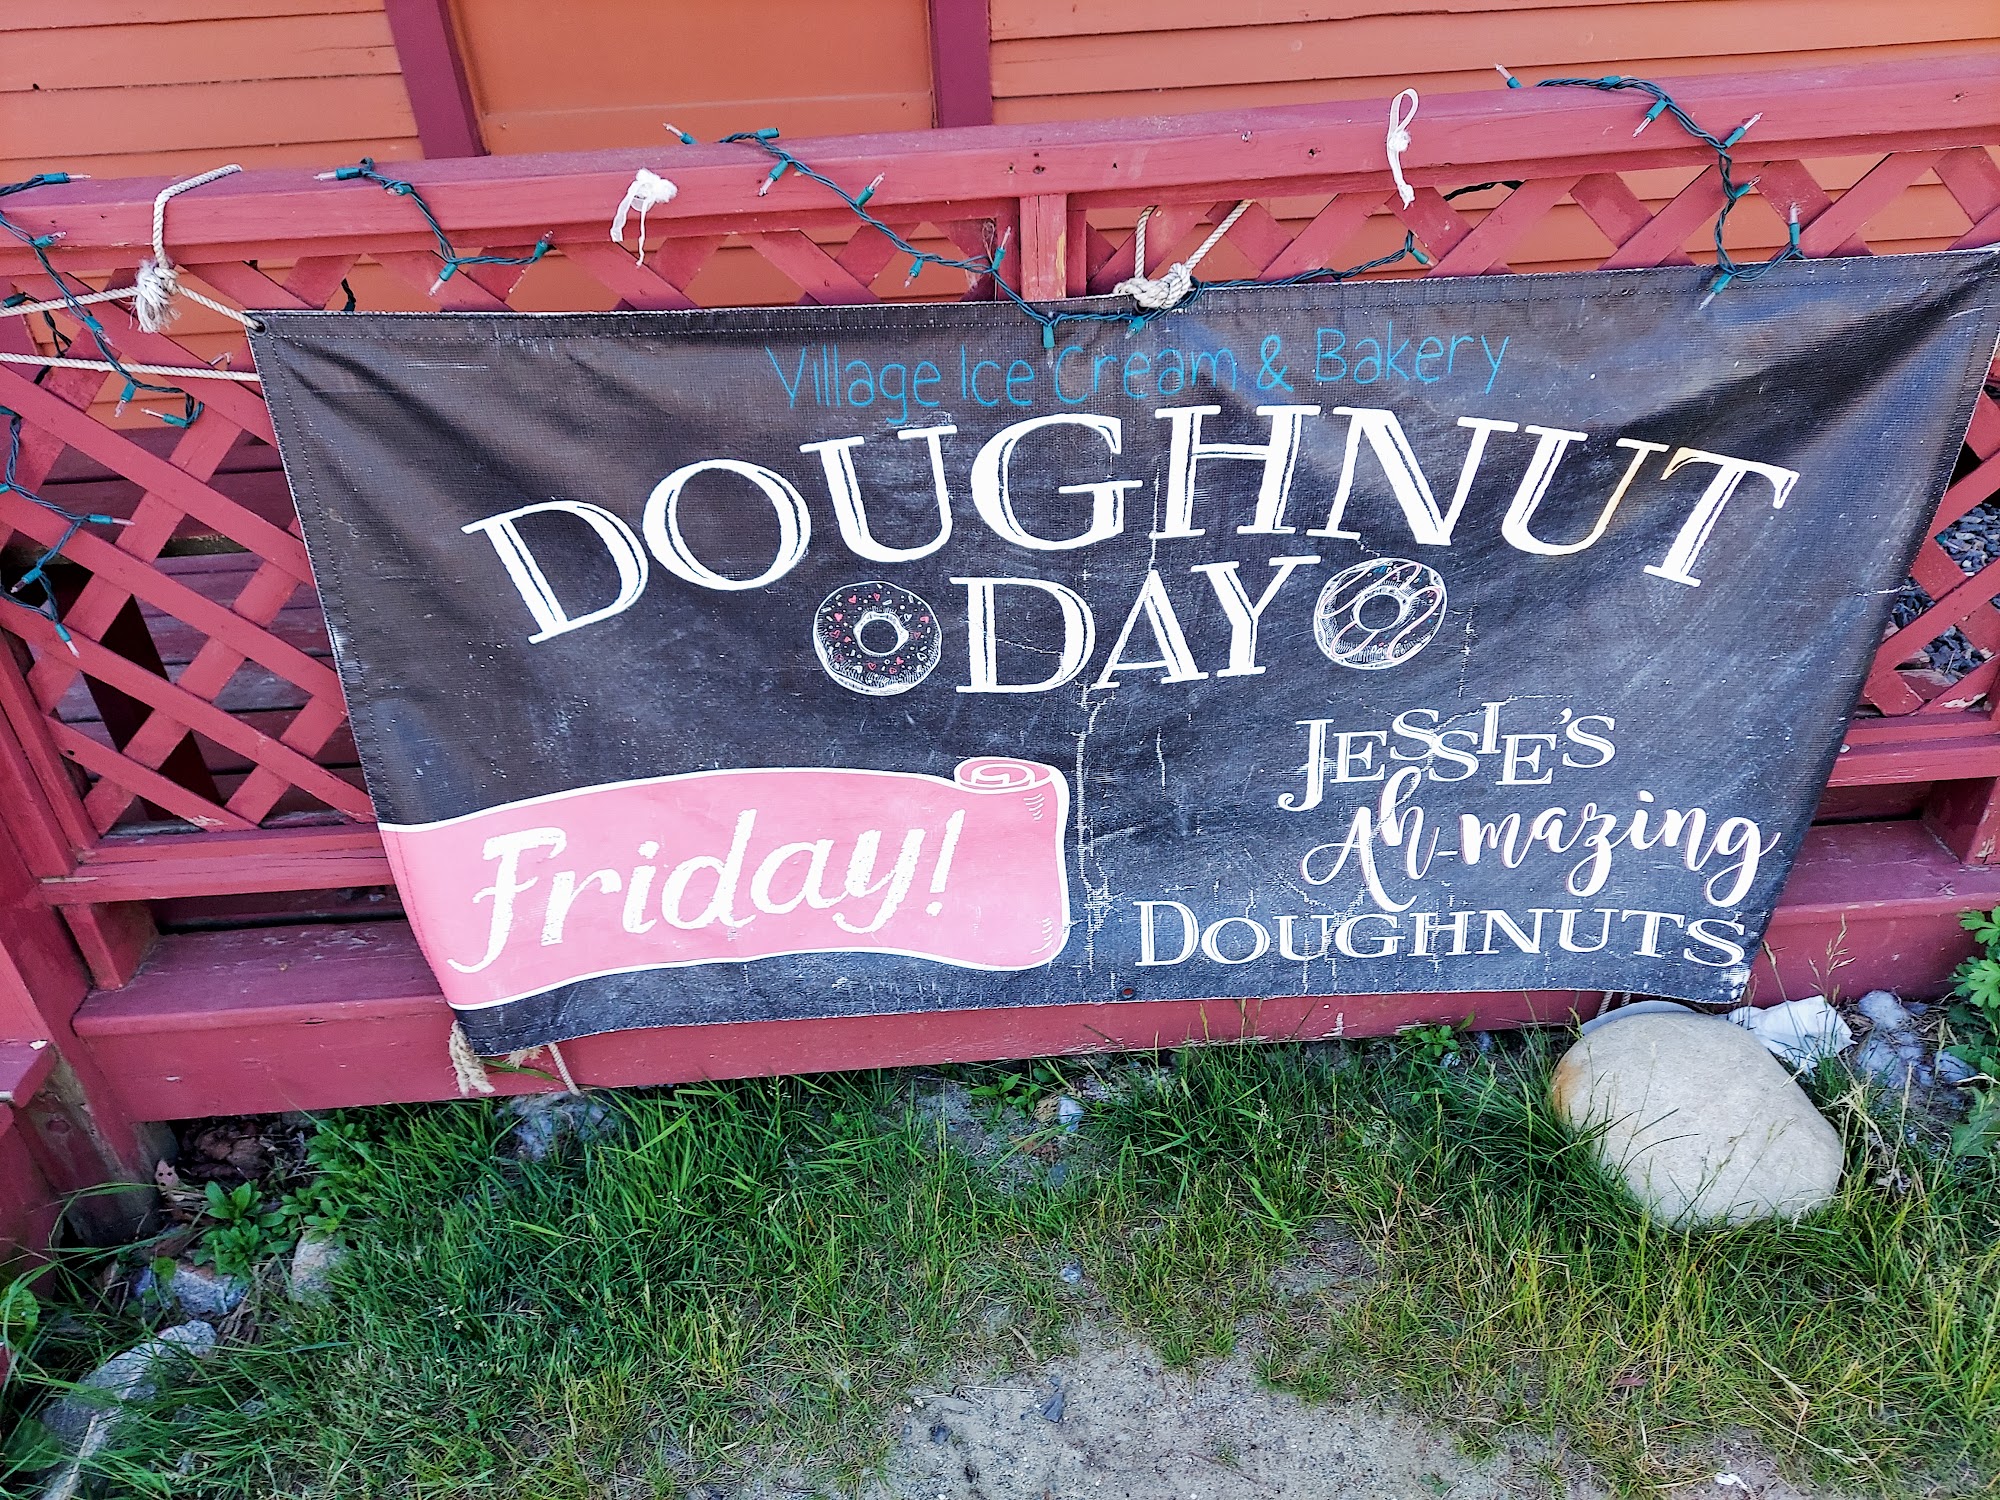 Village Ice Cream & Bakery
DOUGHNUT
DAY
Friday!
JESSIE'S
Ah-mazing
DOUGHNUTS